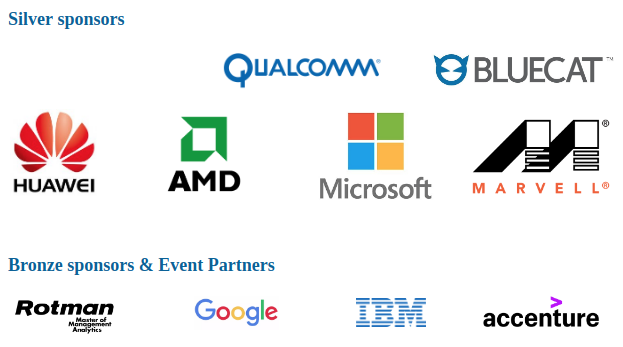 Silver sponsors
QUALCOMM®
BLUECAT™
HUAWEI
AMD
Microsoft
MARVELL®
Bronze sponsors & Event Partners
Rotman
Master of
Management
Analytics
Google
IBM
accenture